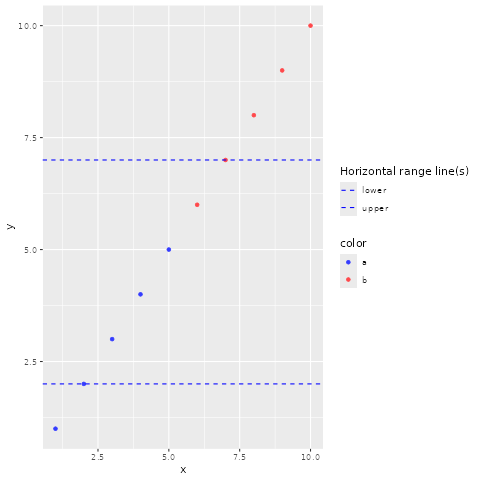 10.0
7.5
5.0
2.5
y
2.5 5.0 7.5 10.0
x
Horizontal range line(s)
lower
upper
color
a
b